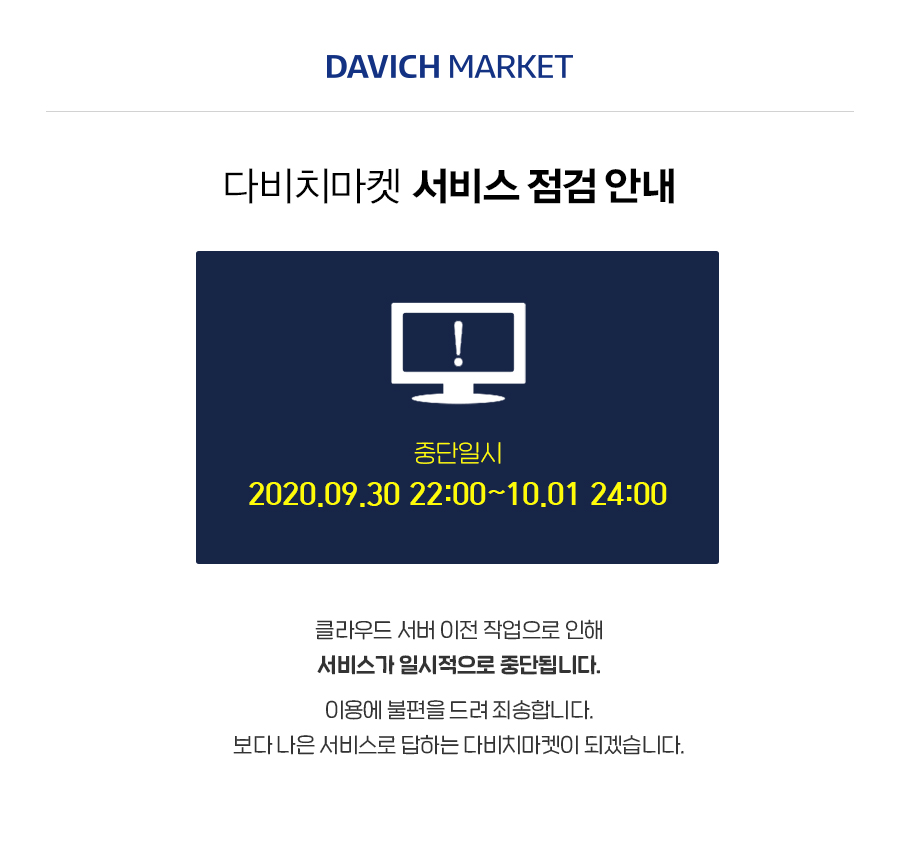 DAVICH MARKET
다비치마켓 서비스 점검 안내
!
중단일시
2020.09.30 22:00~10.01 24:00
클라우드 서버 이전 작업으로 인해
서비스가 일시적으로 중단됩니다.
이용에 불편을 드려 죄송합니다.
보다 나은 서비스로 답하는 다비치마켓이 되겠습니다.